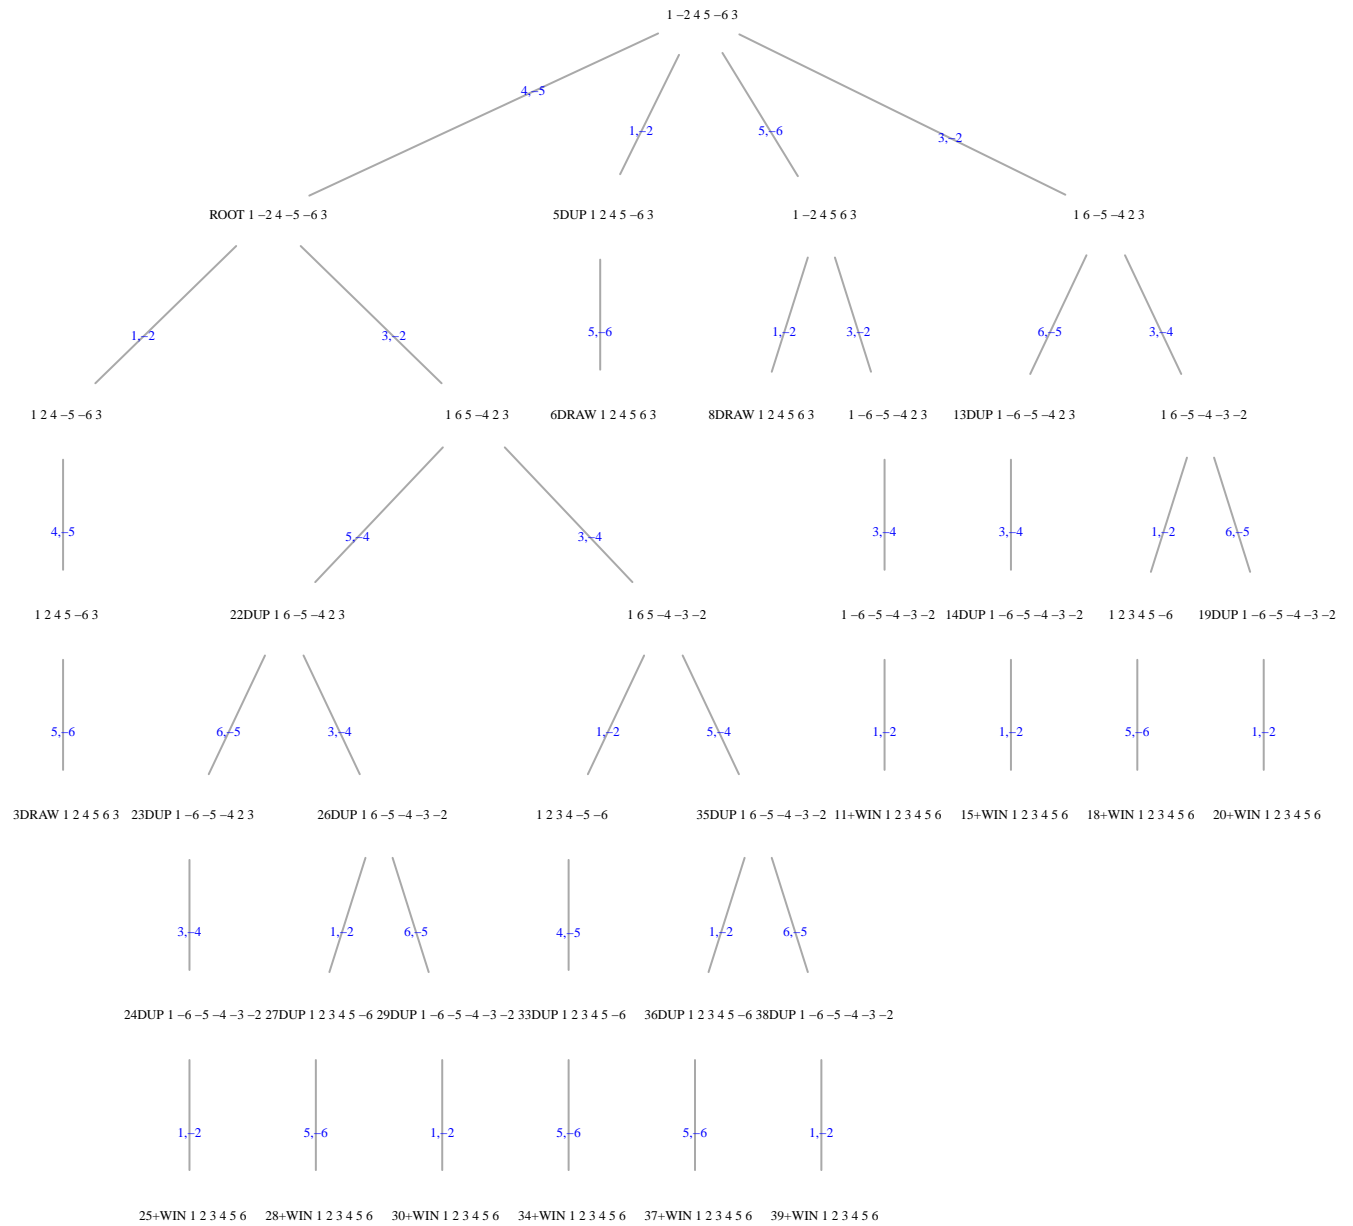 1 −2 4 5 −6 3
4,−5
1,−2
5,−6
3,−2
ROOT 1 −2 4 −5 −6 3
5DUP 1 2 4 5 −6 3
1 −2 4 5 6 3
1 6 −5 −4 2 3
1,−2
3,−2
5,−6
1,−2
3,−2
6,−5
3,−4
1 2 4 −5 −6 3
1 6 5 −4 2 3
6DRAW 1 2 4 5 6 3
8DRAW 1 2 4 5 6 3
1 −6 −5 −4 2 3
13DUP 1 −6 −5 −4 2 3
1 6 −5 −4 −3 −2
4,−5
5,−4
3,−4
3,−4
3,−4
1,−2
6,−5
1 2 4 5 −6 3
22DUP 1 6 −5 −4 2 3
1 6 5 −4 −3 −2
1 −6 −5 −4 −3 −2
14DUP 1 −6 −5 −4 −3 −2
1 2 3 4 5 −6
19DUP 1 −6 −5 −4 −3 −2
5,−6
6,−5
3,−4
1,−2
5,−4
1,−2
1,−2
5,−6
1,−2
3DRAW 1 2 4 5 6 3
23DUP 1 −6 −5 −4 2 3
26DUP 1 6 −5 −4 −3 −2
1 2 3 4 −5 −6
35DUP 1 6 −5 −4 −3 −2
11+WIN 1 2 3 4 5 6
15+WIN 1 2 3 4 5 6
18+WIN 1 2 3 4 5 6
20+WIN 1 2 3 4 5 6
3,−4
1,−2
6,−5
4,−5
1,−2
6,−5
24DUP 1 −6 −5 −4 −3 −2
27DUP 1 2 3 4 5 −6
29DUP 1 −6 −5 −4 −3 −2
33DUP 1 2 3 4 5 −6
36DUP 1 2 3 4 5 −6
38DUP 1 −6 −5 −4 −3 −2
1,−2
5,−6
1,−2
5,−6
5,−6
1,−2
25+WIN 1 2 3 4 5 6
28+WIN 1 2 3 4 5 6
30+WIN 1 2 3 4 5 6
34+WIN 1 2 3 4 5 6
37+WIN 1 2 3 4 5 6
39+WIN 1 2 3 4 5 6